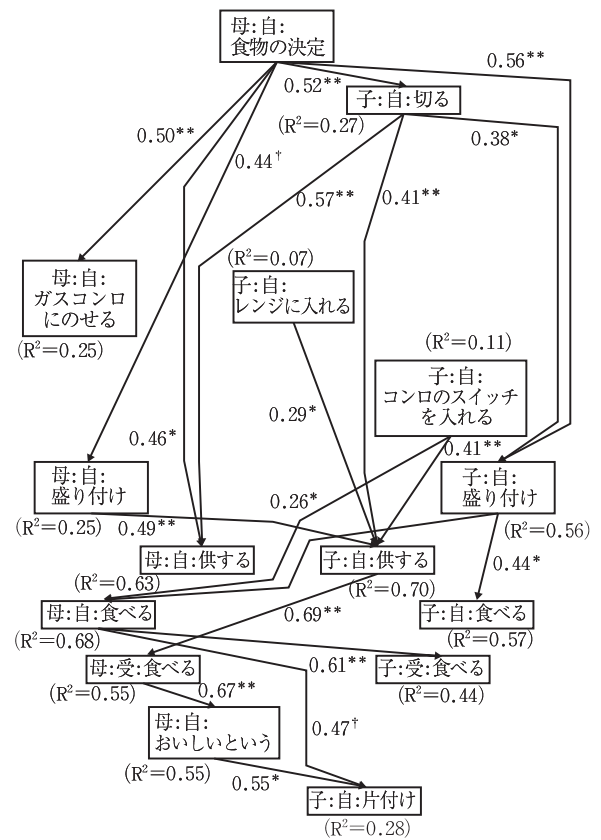 母:自:
食物の決定
0.56**
0.52**
子:自:切る
(R²=0.27)
0.50**
0.38*
0.44†
0.57**
0.41**
(R²=0.07)
母:自:
ガスコンロ
にのせる
(R²=0.25)
子:自:
レンジに入れる
(R²=0.11)
子:自:
コンロのスイッチ
を入れる
0.29*
0.46*
0.41**
母:自:
盛り付け
(R²=0.25)
子:自:
盛り付け
(R²=0.56)
0.26*
0.49**
母:自:供する
(R²=0.63)
子:自:供する
(R²=0.70)
0.44*
母:自:食べる
(R²=0.68)
0.69**
子:自:食べる
(R²=0.57)
母:受:食べる
(R²=0.55)
0.61**
子:受:食べる
(R²=0.44)
0.67**
母:自:
おいしいという
(R²=0.55)
0.47†
0.55*
子:自:片付け
(R²=0.28)